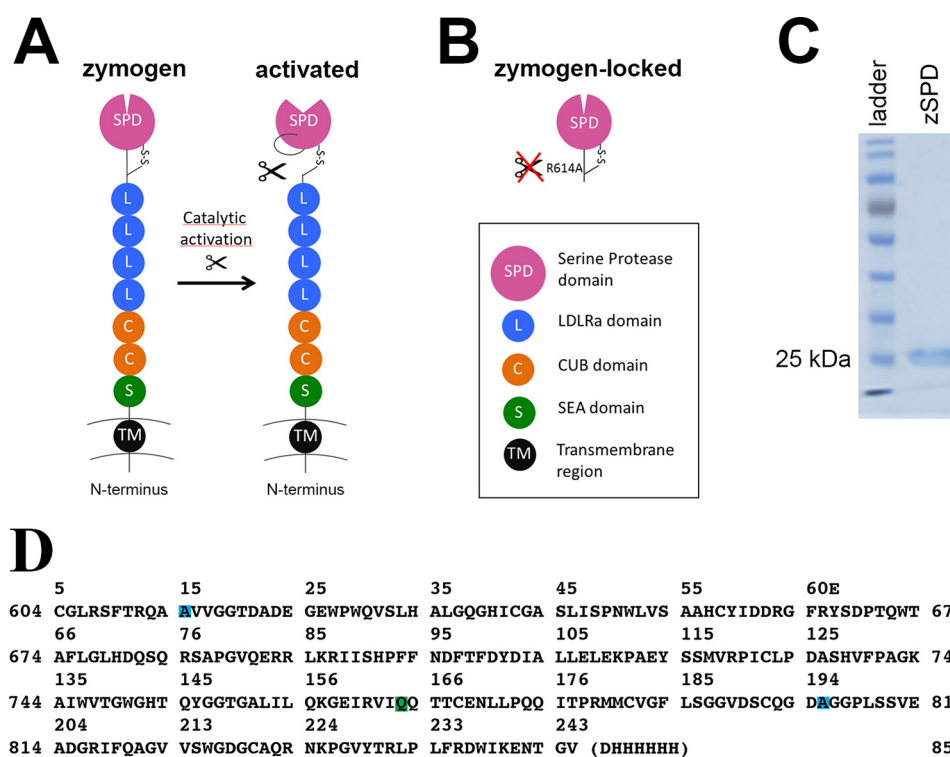 A
zymogen
activated
SPD
SPD
S-S
S-S
L
L
L
L
L
L
L
L
Catalytic
activation
C
C
C
C
S
S
TM
TM
N-terminus
N-terminus
B
zymogen-locked
SPD
S-S
R614A
SPD
Serine Protease
domain
L
LDLRa domain
C
CUB domain
S
SEA domain
TM
Transmembrane
region
C
ladder
zSPD
25 kDa
D
5 15 25 35 45 55 60E
604 CGLRSFTRQA AVVGGTDADE GEWPWQVSLH ALGQGHICGA SLISPNWLVS AAHCYIDDRG FRYSDPTQWT 67
66 76 85 95 105 115 125
674 AFLGLHDQSQ RSAPGVQERR LKRIISHPFF NDFTFDYDIA LLELEKPAEY SSMVRPICLP DASHVFPAGK 74
135 145 156 166 176 185 194
744 AIWVTGWGHT QYGGTGALIL QKGEIRVIQQ TTCENLLPQQ ITPRMMCVGF LSGGVDSCQG DAGGPLSSVE 81
204 213 224 233 243
814 ADGRIFQAGV VSWGDGCAQR NKPGVYTRLP LFRDWIKENT GV (DHHHHHH) 85